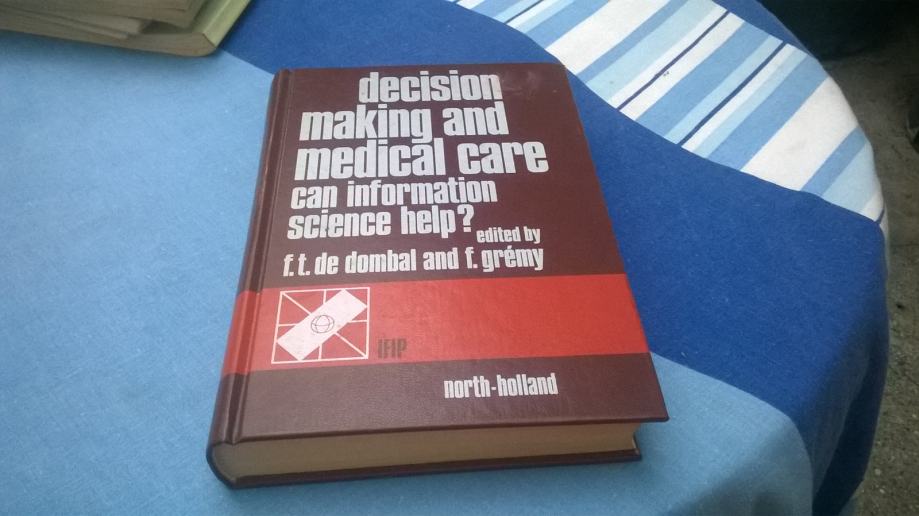 decision
making and
medical care
can information
science help?
edited by
f. t. de dombal and f. grémy
IFIP
north-holland